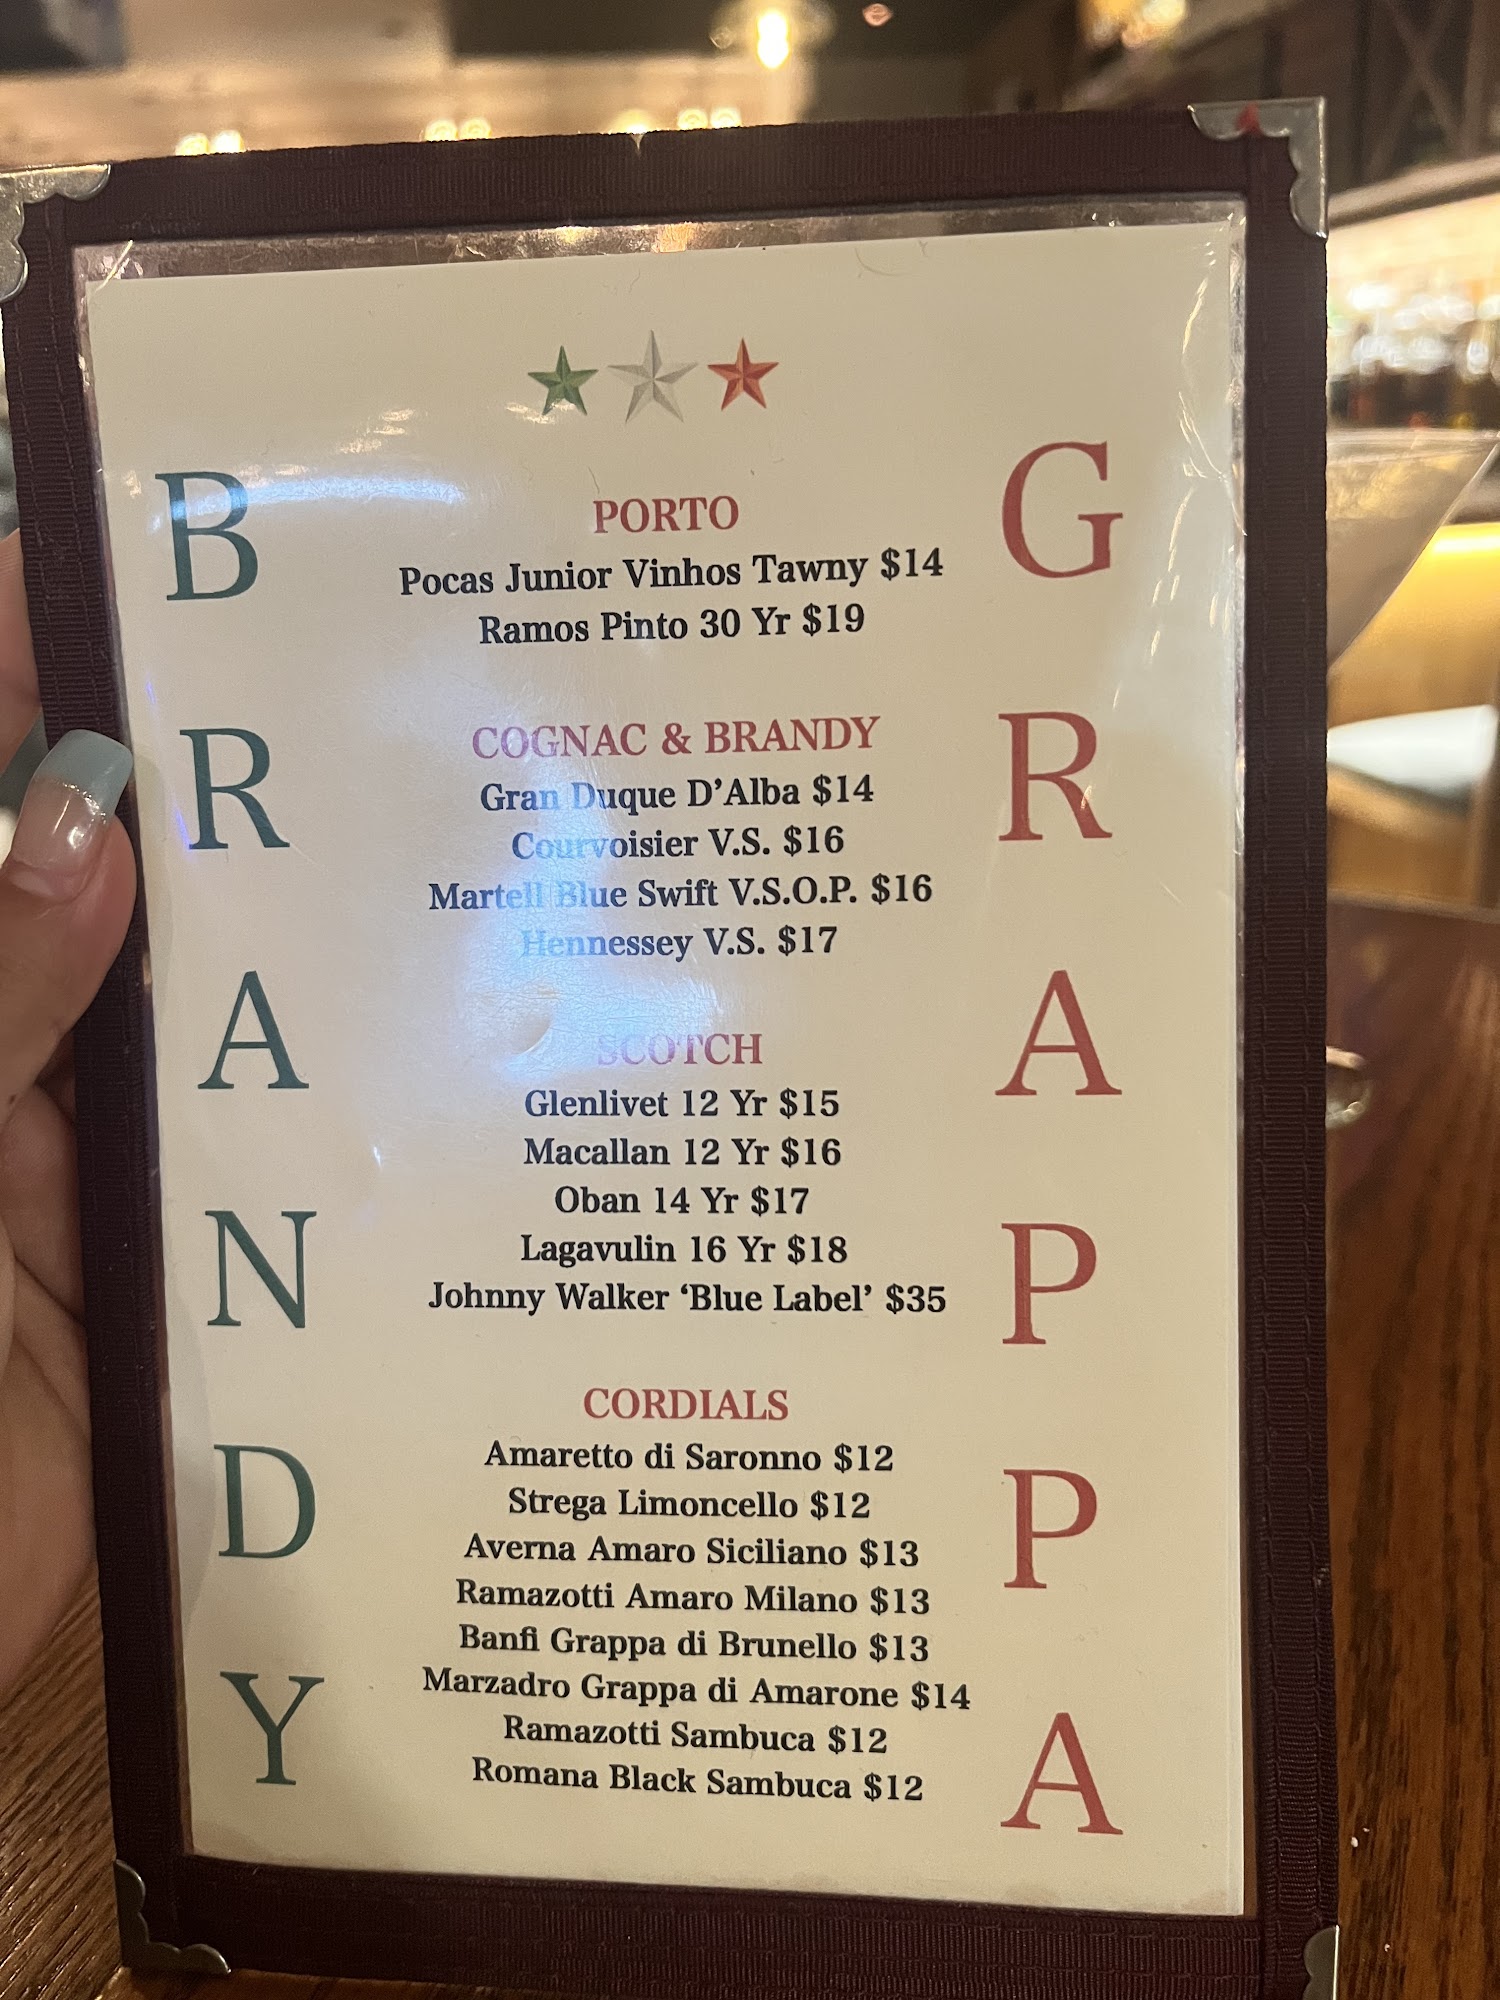 BRANDY
GRAPPA
PORTO
Pocas Junior Vinhos Tawny $14
Ramos Pinto 30 Yr $19
COGNAC & BRANDY
Gran Duque D’Alba $14
Courvoisier V.S. $16
Martell Blue Swift V.S.O.P. $16
Hennessey V.S. $17
SCOTCH
Glenlivet 12 Yr $15
Macallan 12 Yr $16
Oban 14 Yr $17
Lagavulin 16 Yr $18
Johnny Walker ‘Blue Label’ $35
CORDIALS
Amaretto di Saronno $12
Strega Limoncello $12
Averna Amaro Siciliano $13
Ramazotti Amaro Milano $13
Banfi Grappa di Brunello $13
Marzadro Grappa di Amarone $14
Ramazotti Sambuca $12
Romana Black Sambuca $12